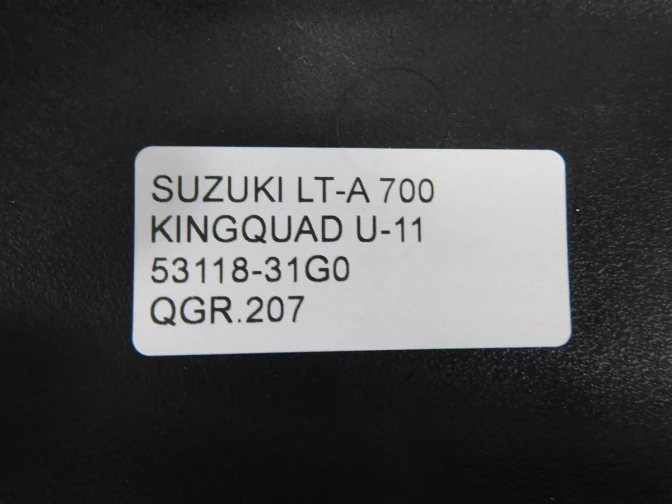 SUZUKI LT-A 700
KINGQUAD U-11
53118-31G0
QGR.207